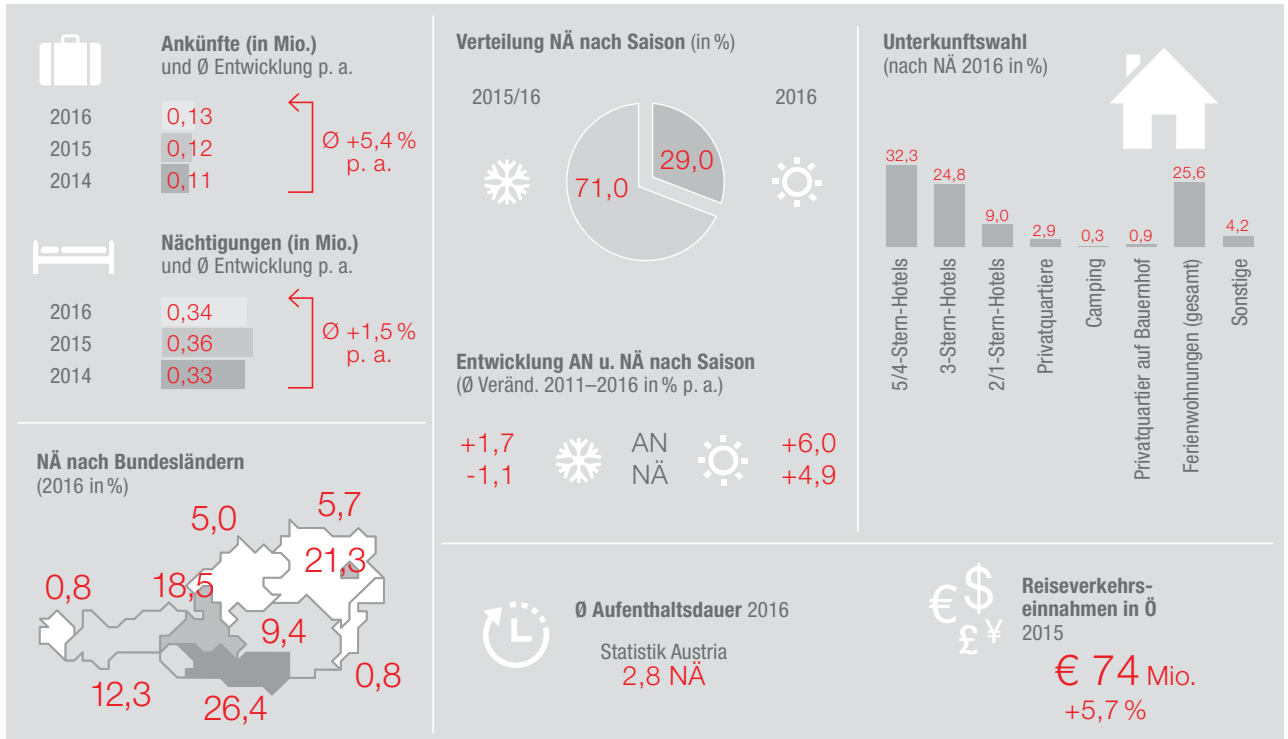 Ankünfte (in Mio.)
und Ø Entwicklung p. a.
2016 0,13
2015 0,12
2014 0,11
Ø +5,4 %
p. a.
Nächtigungen (in Mio.)
und Ø Entwicklung p. a.
2016 0,34
2015 0,36
2014 0,33
Ø +1,5 %
p. a.
NÄ nach Bundesländern
(2016 in %)
5,7
5,0
21,3
0,8
18,5
9,4
0,8
12,3
26,4
Verteilung NÄ nach Saison (in %)
2015/16
2016
71,0
29,0
Entwicklung AN u. NÄ nach Saison
(Ø Veränd. 2011–2016 in % p. a.)
+1,7 AN +6,0
-1,1 NÄ +4,9
Unterkunftswahl
(nach NÄ 2016 in %)
32,3
24,8
9,0
2,9
0,3
0,9
25,6
4,2
5/4-Stern-Hotels
3-Stern-Hotels
2/1-Stern-Hotels
Privatquartiere
Camping
Privatquartier auf Bauernhof
Ferienwohnungen (gesamt)
Sonstige
Ø Aufenthaltsdauer 2016
Statistik Austria
2,8 NÄ
€ $ £ ¥
Reiseverkehrs-
einnahmen in Ö
2015
€ 74 Mio.
+5,7 %